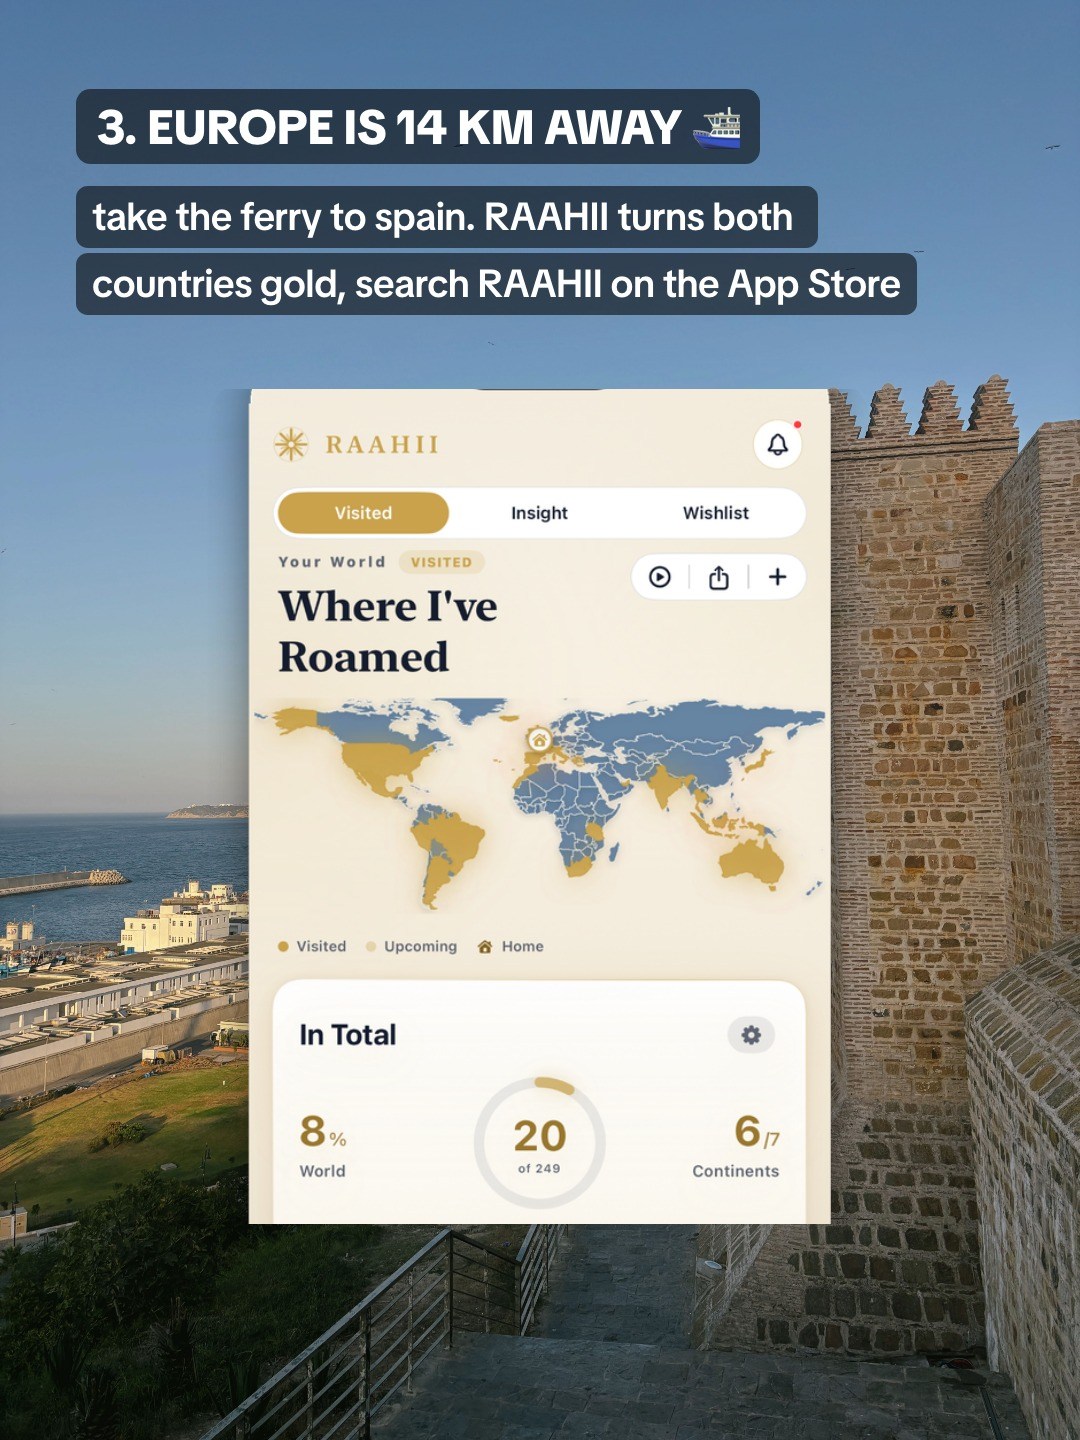 3. EUROPE IS 14 KM AWAY ⛴️
take the ferry to spain. RAAHII turns both
countries gold, search RAAHII on the App Store
RAAHII
Visited
Insight
Wishlist
Your World
VISITED
Where I've
Roamed
Visited
Upcoming
Home
In Total
8%
World
20
of 249
6/7
Continents